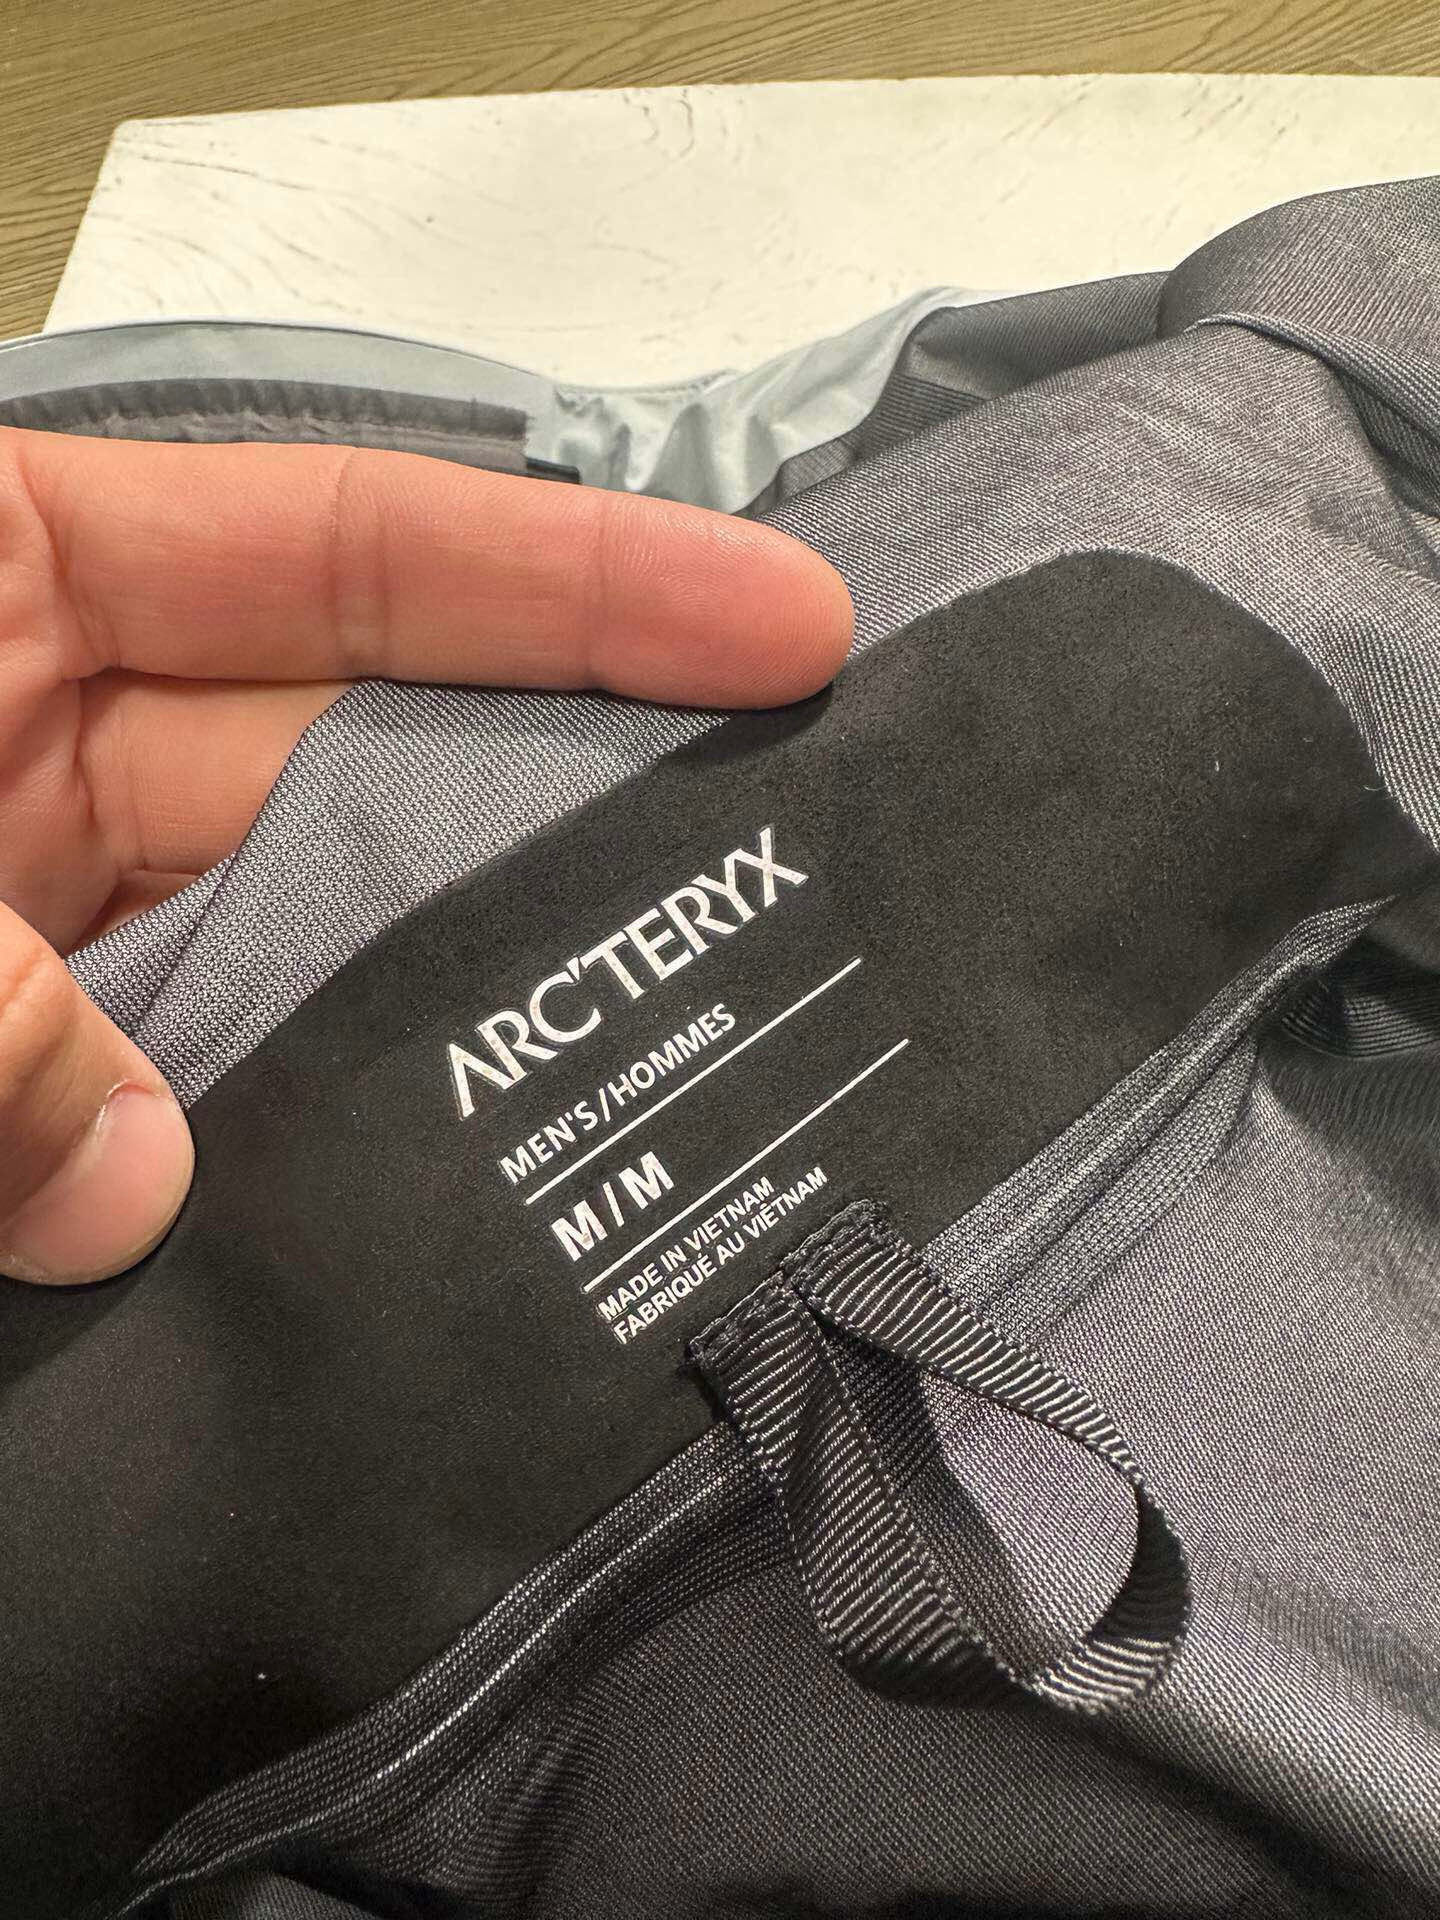 ARC'TERYX
MEN'S/HOMMES
M/M
MADE IN VIETNAM
FABRIQUÉ AU VIÊTNAM